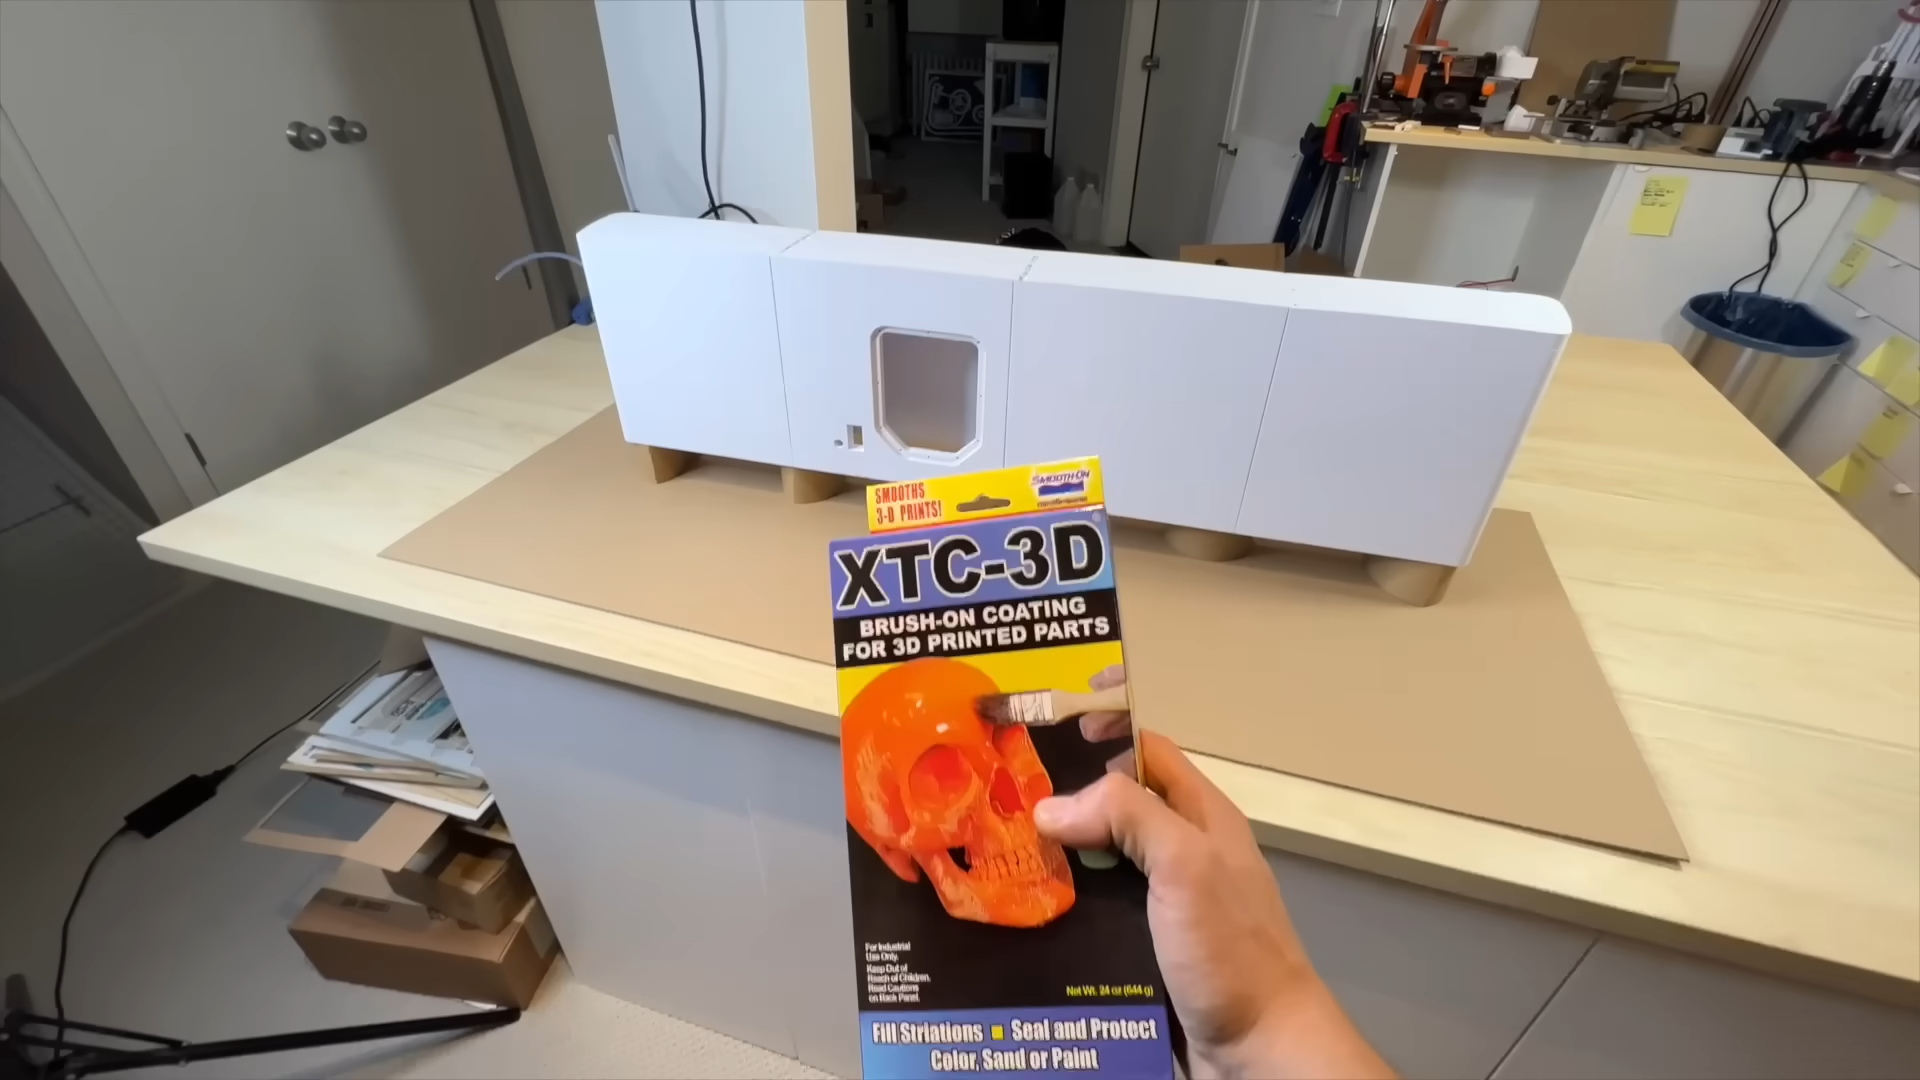 SMOOTHS
3-D PRINTS!
SMOOTH-ON
XTC-3D
BRUSH-ON COATING
FOR 3D PRINTED PARTS
For Industrial
Use Only.
Keep Out of
Reach of Children.
Read Cautions
on Back Panel.
Net Wt. 24 oz (644 g)
Fill Striations ■ Seal and Protect
Color, Sand or Paint